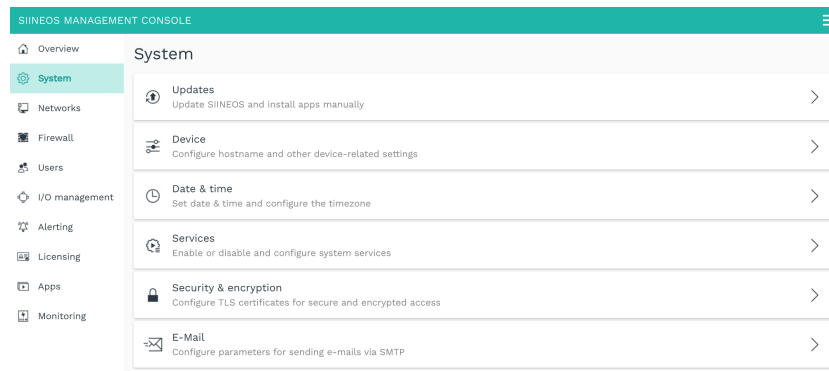 SIINEOS MANAGEMENT CONSOLE
Overview
System
Networks
Firewall
Users
I/O management
Alerting
Licensing
Apps
Monitoring
System
Updates
Update SIINEOS and install apps manually
Device
Configure hostname and other device-related settings
Date & time
Set date & time and configure the timezone
Services
Enable or disable and configure system services
Security & encryption
Configure TLS certificates for secure and encrypted access
E-Mail
Configure parameters for sending e-mails via SMTP